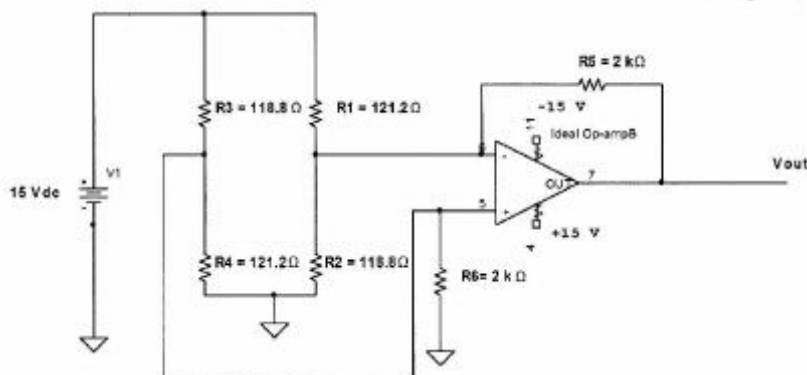 R5 = 2 kΩ
-15 V
R3 = 118.8 Ω
R1 = 121.2Ω
11
Ideal Op-ampB
6
-
V1
+
-
15 Vdc
OUT
7
Vout
5
+
+15 V
4
R4 = 121.2Ω
R2 = 118.8Ω
R6= 2 k Ω